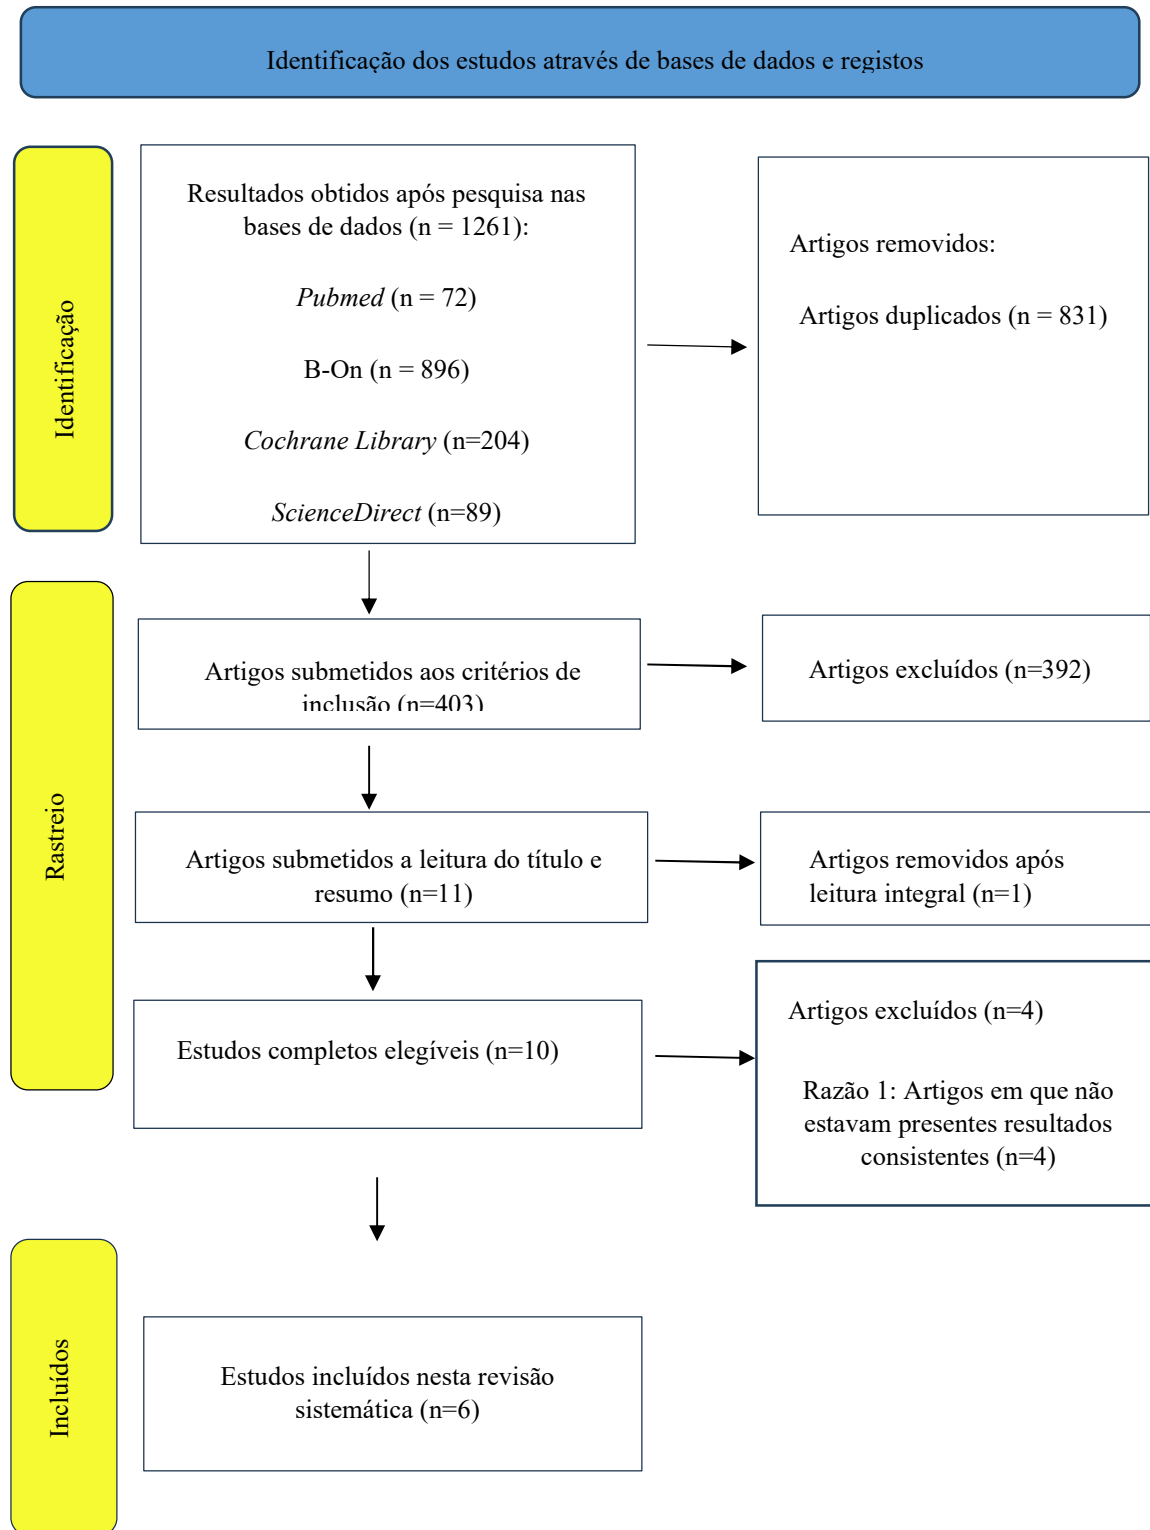 Identificação dos estudos através de bases de dados e registos
Identificação
Resultados obtidos após pesquisa nas
bases de dados (n = 1261):
Pubmed (n = 72)
B-On (n = 896)
Cochrane Library (n=204)
ScienceDirect (n=89)
Artigos removidos:
Artigos duplicados (n = 831)
Rastreio
Artigos submetidos aos critérios de
inclusão (n=403)
Artigos excluídos (n=392)
Artigos submetidos a leitura do título e
resumo (n=11)
Artigos removidos após
leitura integral (n=1)
Estudos completos elegíveis (n=10)
Artigos excluídos (n=4)
Razão 1: Artigos em que não
estavam presentes resultados
consistentes (n=4)
Incluídos
Estudos incluídos nesta revisão
sistemática (n=6)